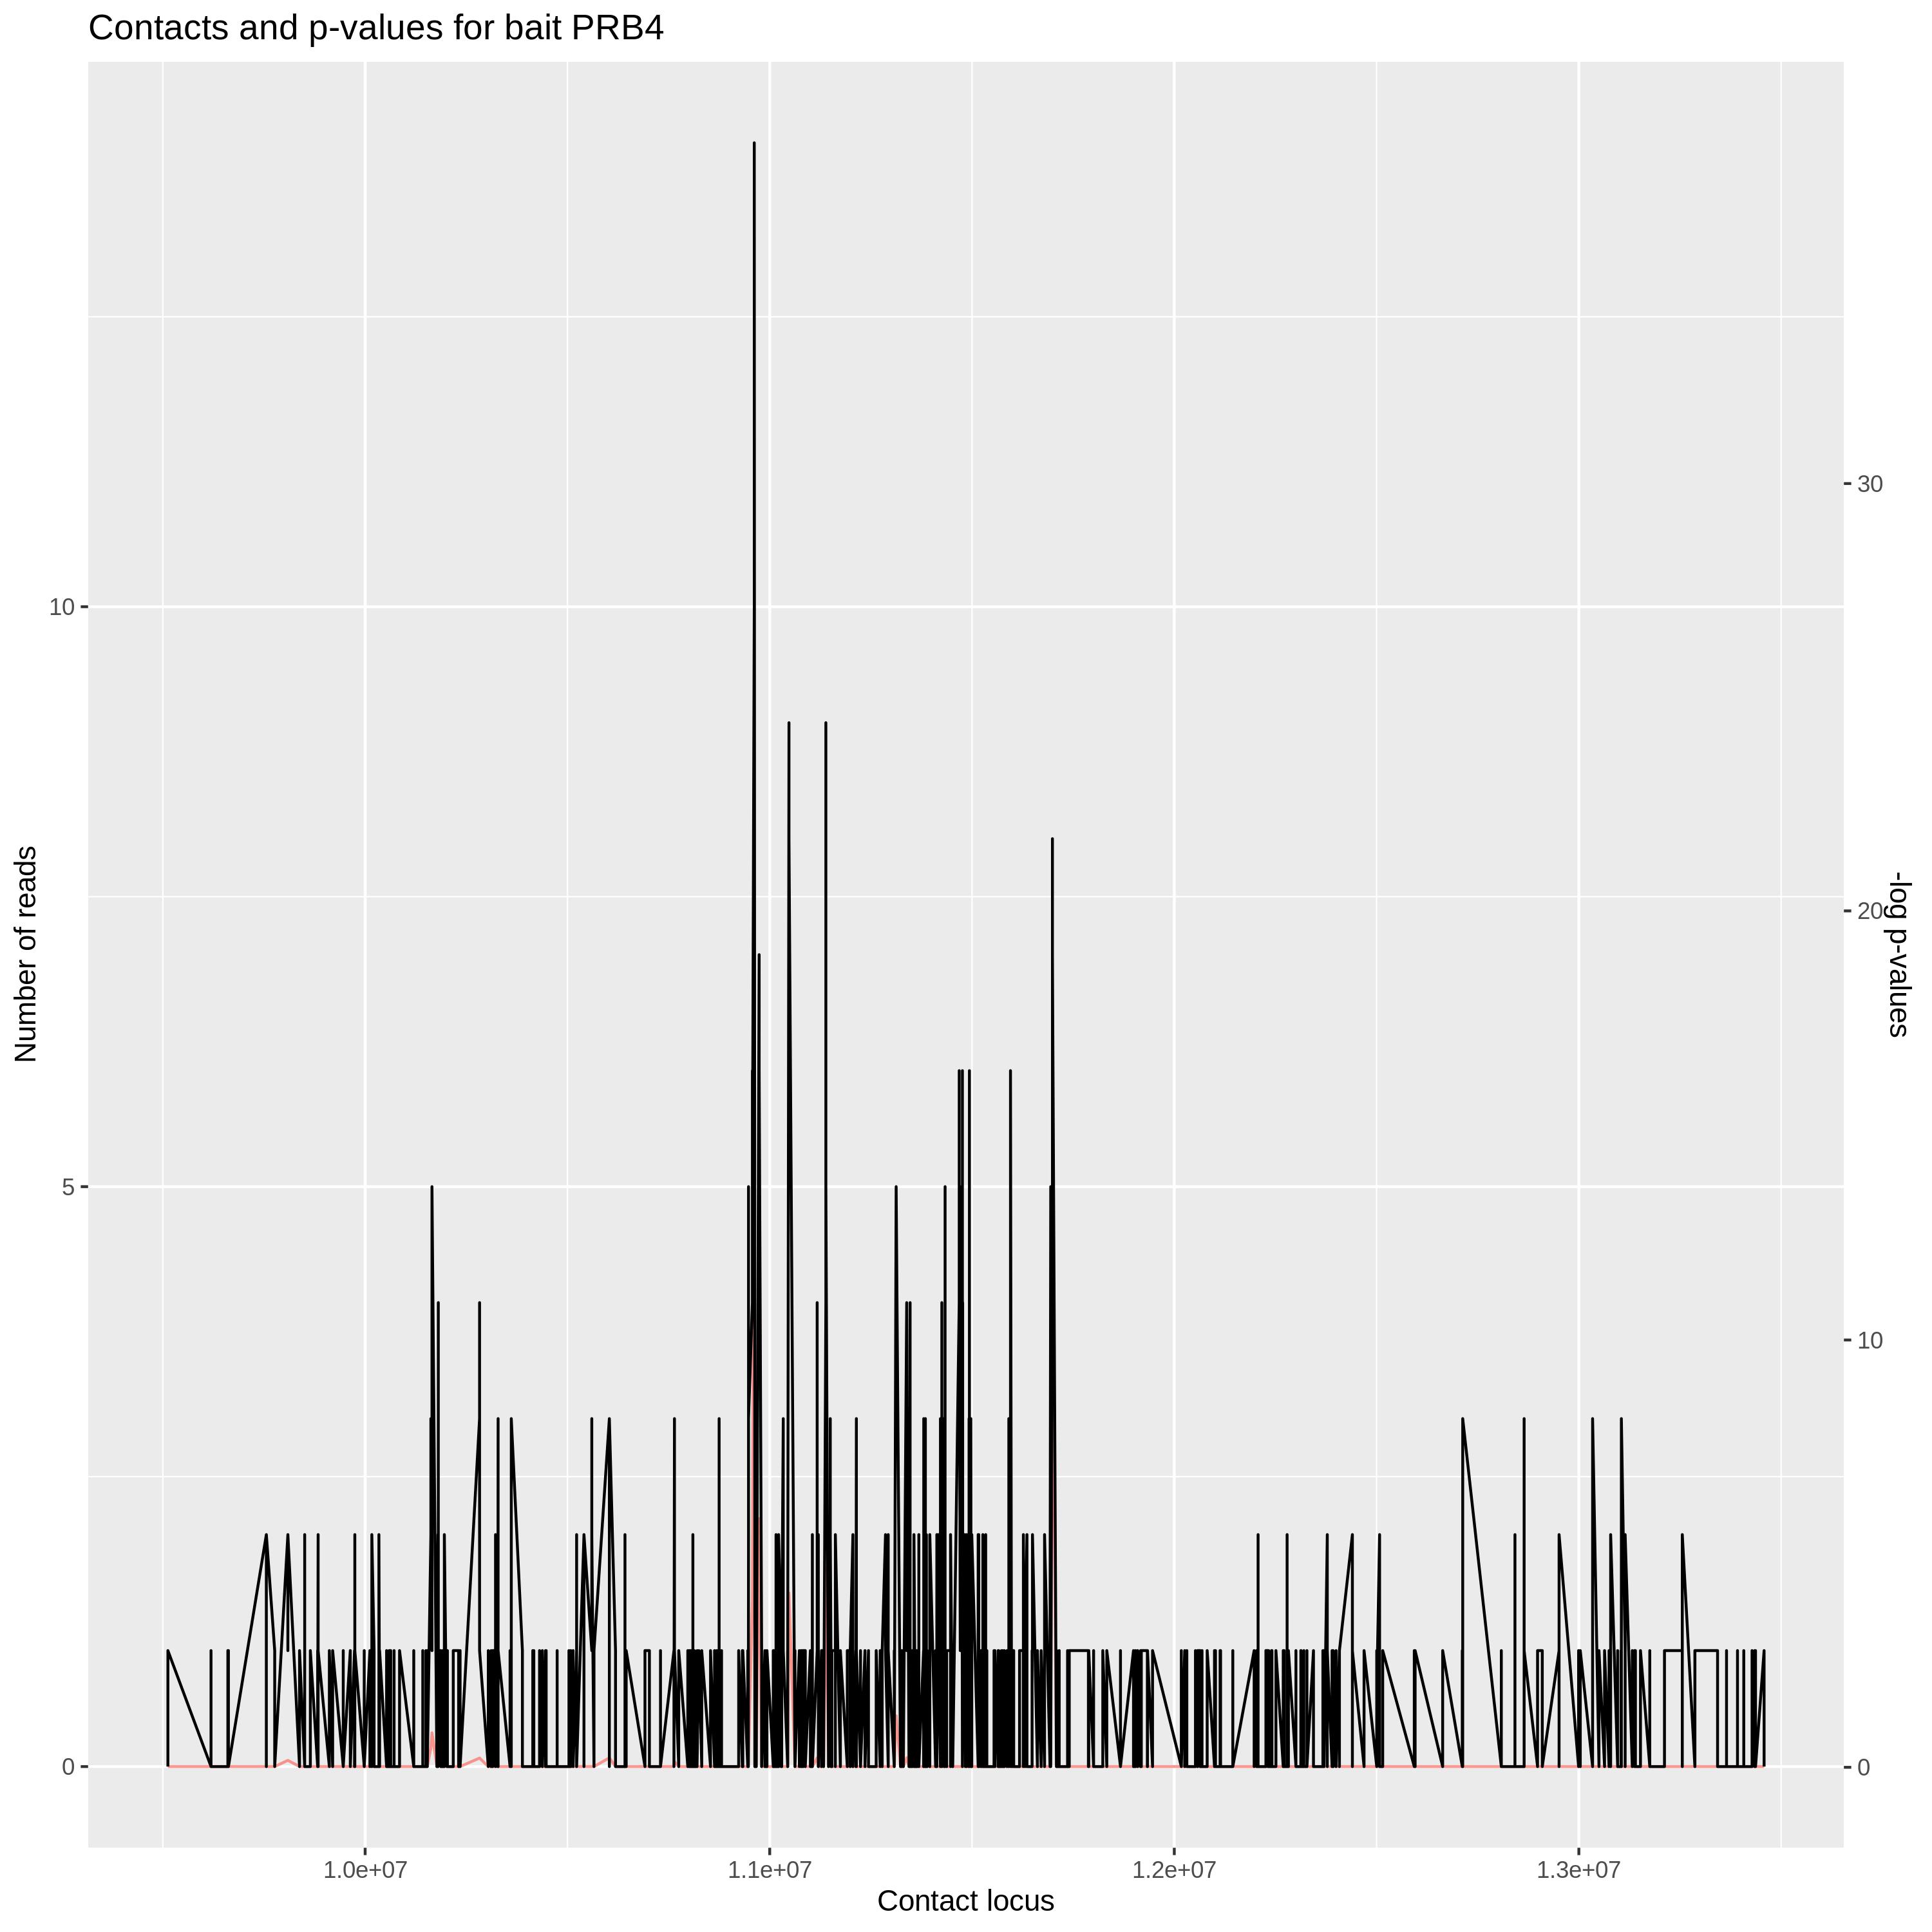 Contacts and p-values for bait PRB4
10
5
0
Number of reads
30
20
10
0
-log p-values
1.0e+07
1.1e+07
1.2e+07
1.3e+07
Contact locus